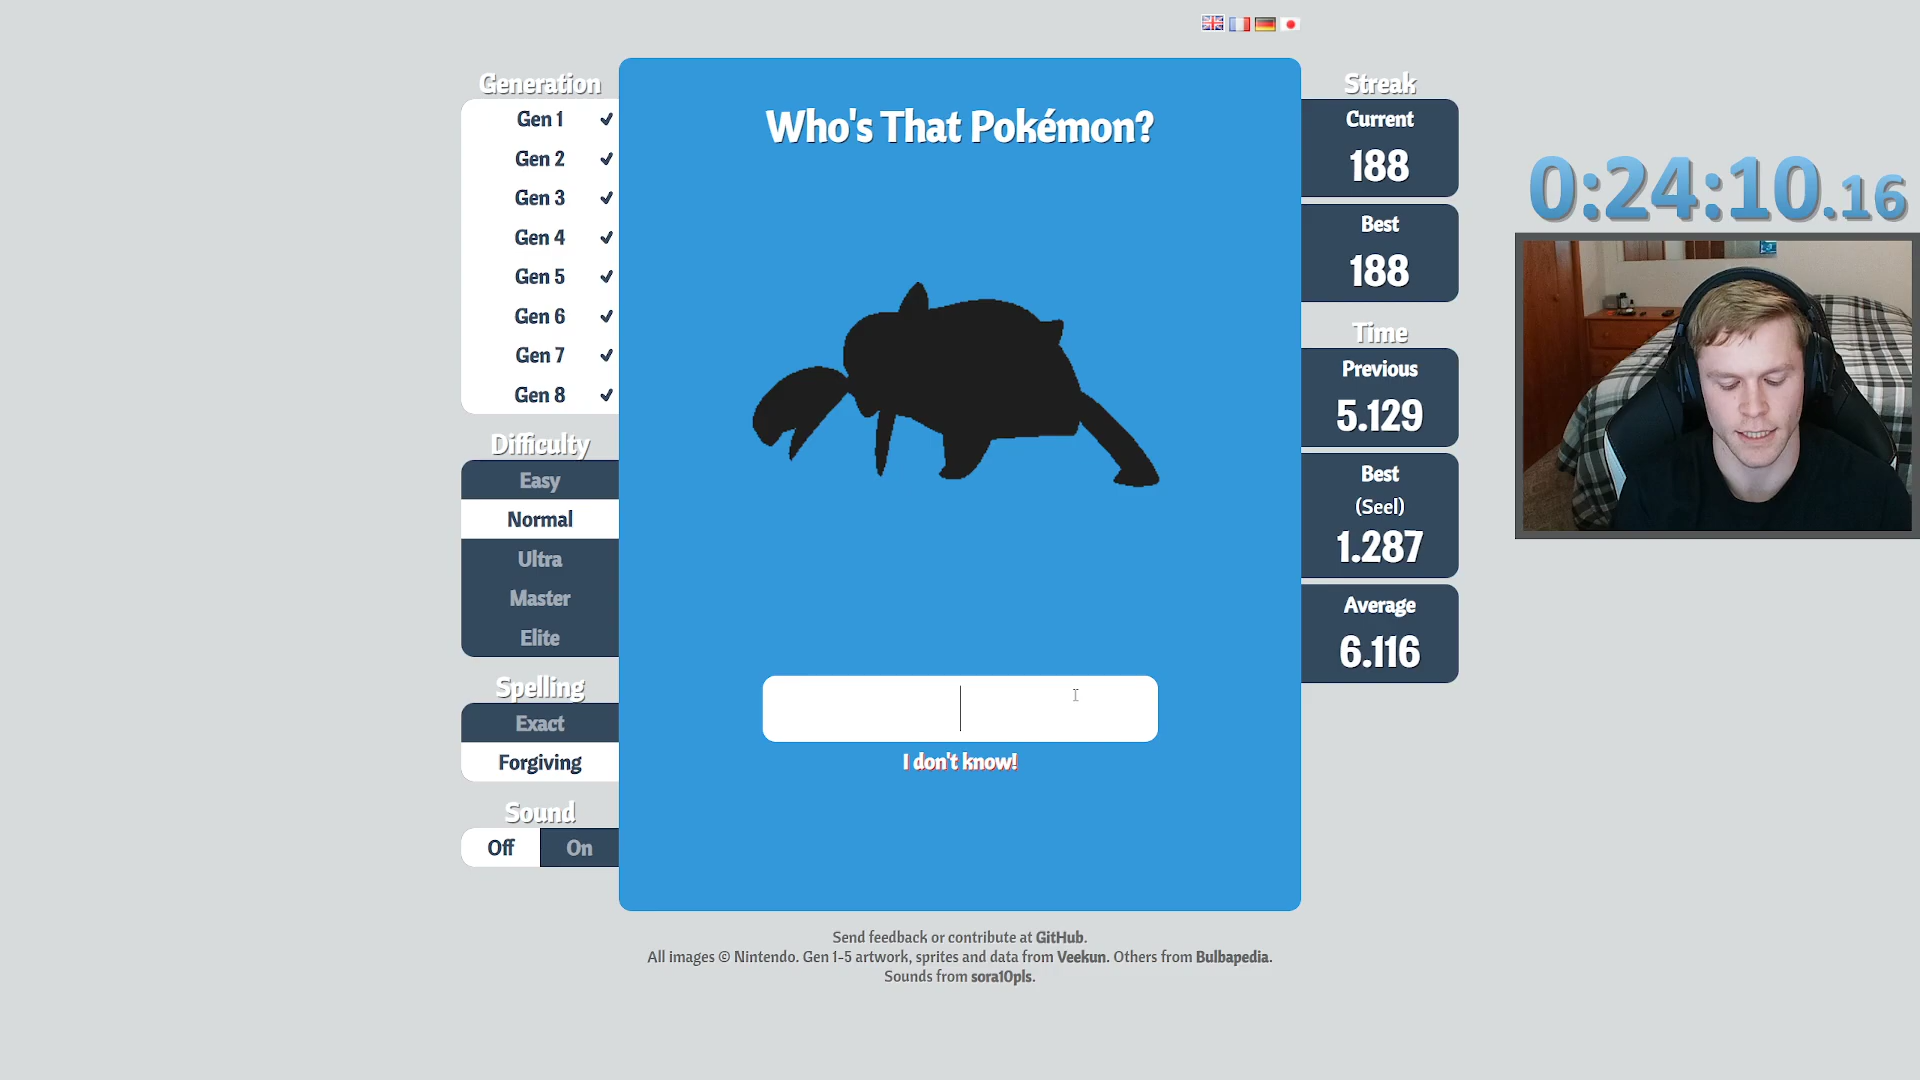 Generation
Gen 1
Gen 2
Gen 3
Gen 4
Gen 5
Gen 6
Gen 7
Gen 8
Difficulty
Easy
Normal
Ultra
Master
Elite
Spelling
Exact
Forgiving
Sound
Off On
Who's That Pokémon?
I don't know!
Send feedback or contribute at GitHub.
All images © Nintendo. Gen 1-5 artwork, sprites and data from Veekun. Others from Bulbapedia.
Sounds from sora10pls.
Streak
Current
188
Best
188
Time
Previous
5.129
Best
(Seel)
1.287
Average
6.116
0:24:10.16